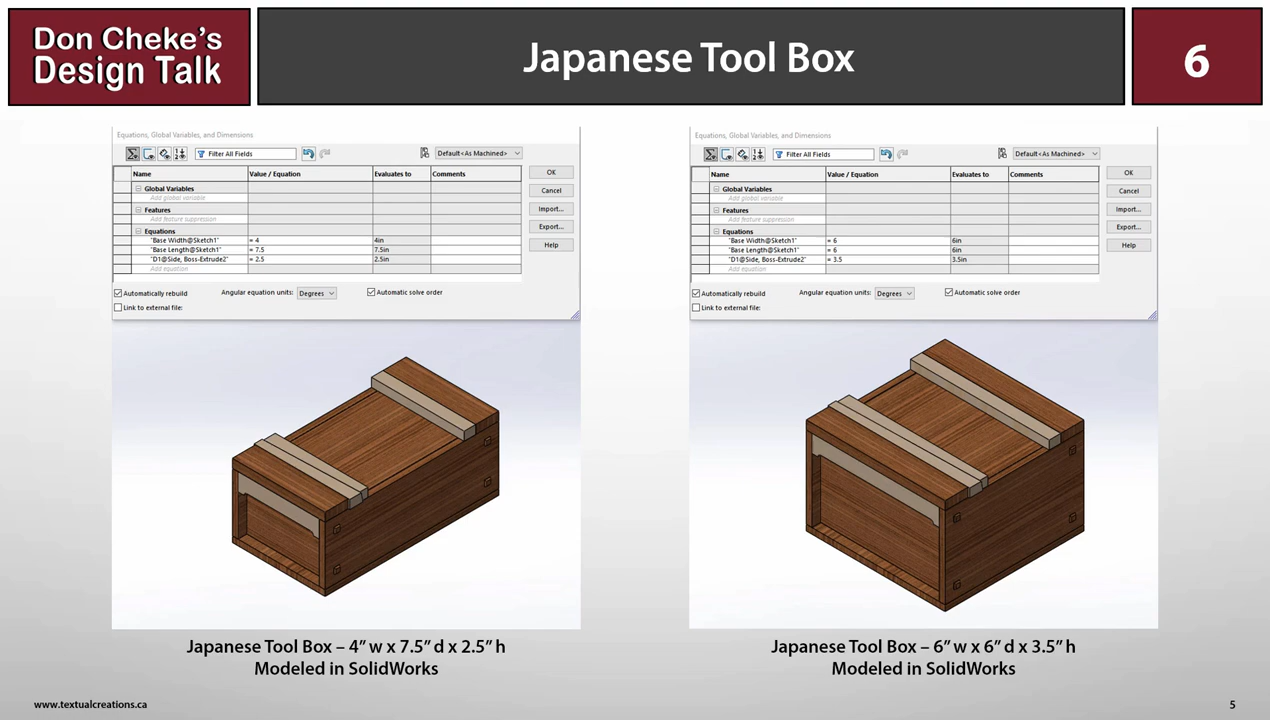 Don Cheke's
Design Talk
Japanese Tool Box
6
Equations, Global Variables, and Dimensions
Filter All Fields
Default<As Machined>
Name Value / Equation Evaluates to Comments
OK
Global Variables
Add global variable
Cancel
Features
Add feature suppression
Import...
Export...
Equations
"Base Width@Sketch1" = 4 4in
"Base Length@Sketch1" = 7.5 7.5in
"D1@Side, Boss-Extrude2" = 2.5 2.5in
Add equation
Help
Automatically rebuild Angular equation units: Degrees Automatic solve order
Link to external file:
Japanese Tool Box – 4” w x 7.5” d x 2.5” h
Modeled in SolidWorks
Equations, Global Variables, and Dimensions
Filter All Fields
Default<As Machined>
Name Value / Equation Evaluates to Comments
OK
Global Variables
Add global variable
Cancel
Features
Add feature suppression
Import...
Export...
Equations
"Base Width@Sketch1" = 6 6in
"Base Length@Sketch1" = 6 6in
"D1@Side, Boss-Extrude2" = 3.5 3.5in
Add equation
Help
Automatically rebuild Angular equation units: Degrees Automatic solve order
Link to external file:
Japanese Tool Box – 6” w x 6” d x 3.5” h
Modeled in SolidWorks
www.textualcreations.ca
5